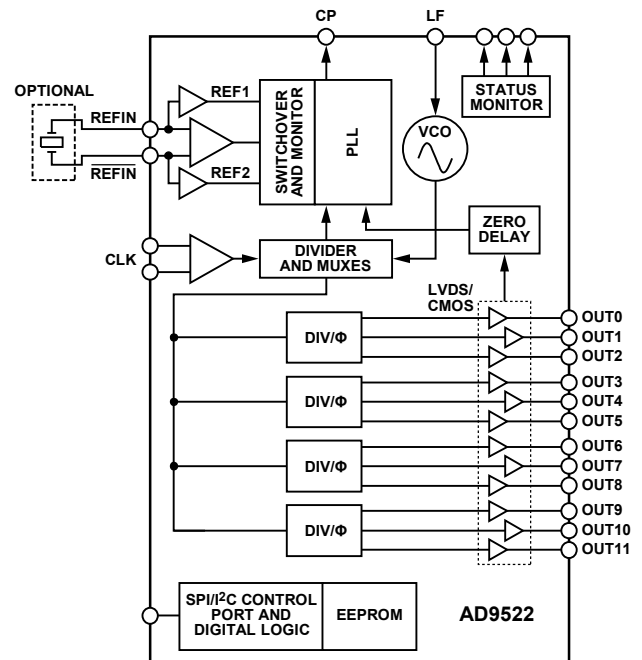 CP
LF
OPTIONAL
REFIN
REF1
STATUS
MONITOR
SWITCHOVER
AND MONITOR
PLL
VCO
REFIN
REF2
ZERO
DELAY
CLK
DIVIDER
AND MUXES
LVDS/
CMOS
OUT0
DIV/Φ
OUT1
OUT2
OUT3
DIV/Φ
OUT4
OUT5
OUT6
DIV/Φ
OUT7
OUT8
OUT9
DIV/Φ
OUT10
OUT11
SPI/I²C CONTROL
PORT AND
DIGITAL LOGIC
EEPROM
AD9522